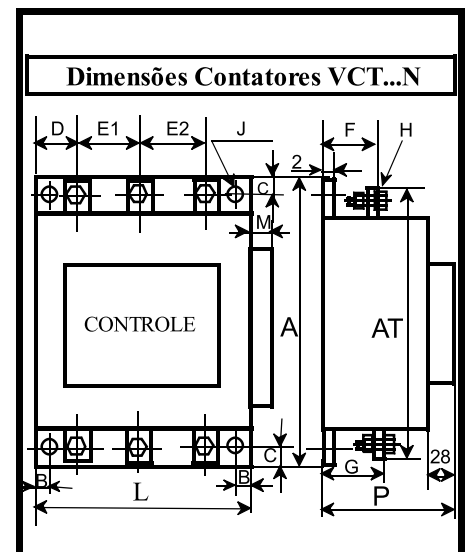 Dimensões Contatores VCT...N
D E1 E2 J F H
2
C
M
CONTROLE
A
AT
C
G
28
B
B
L
P